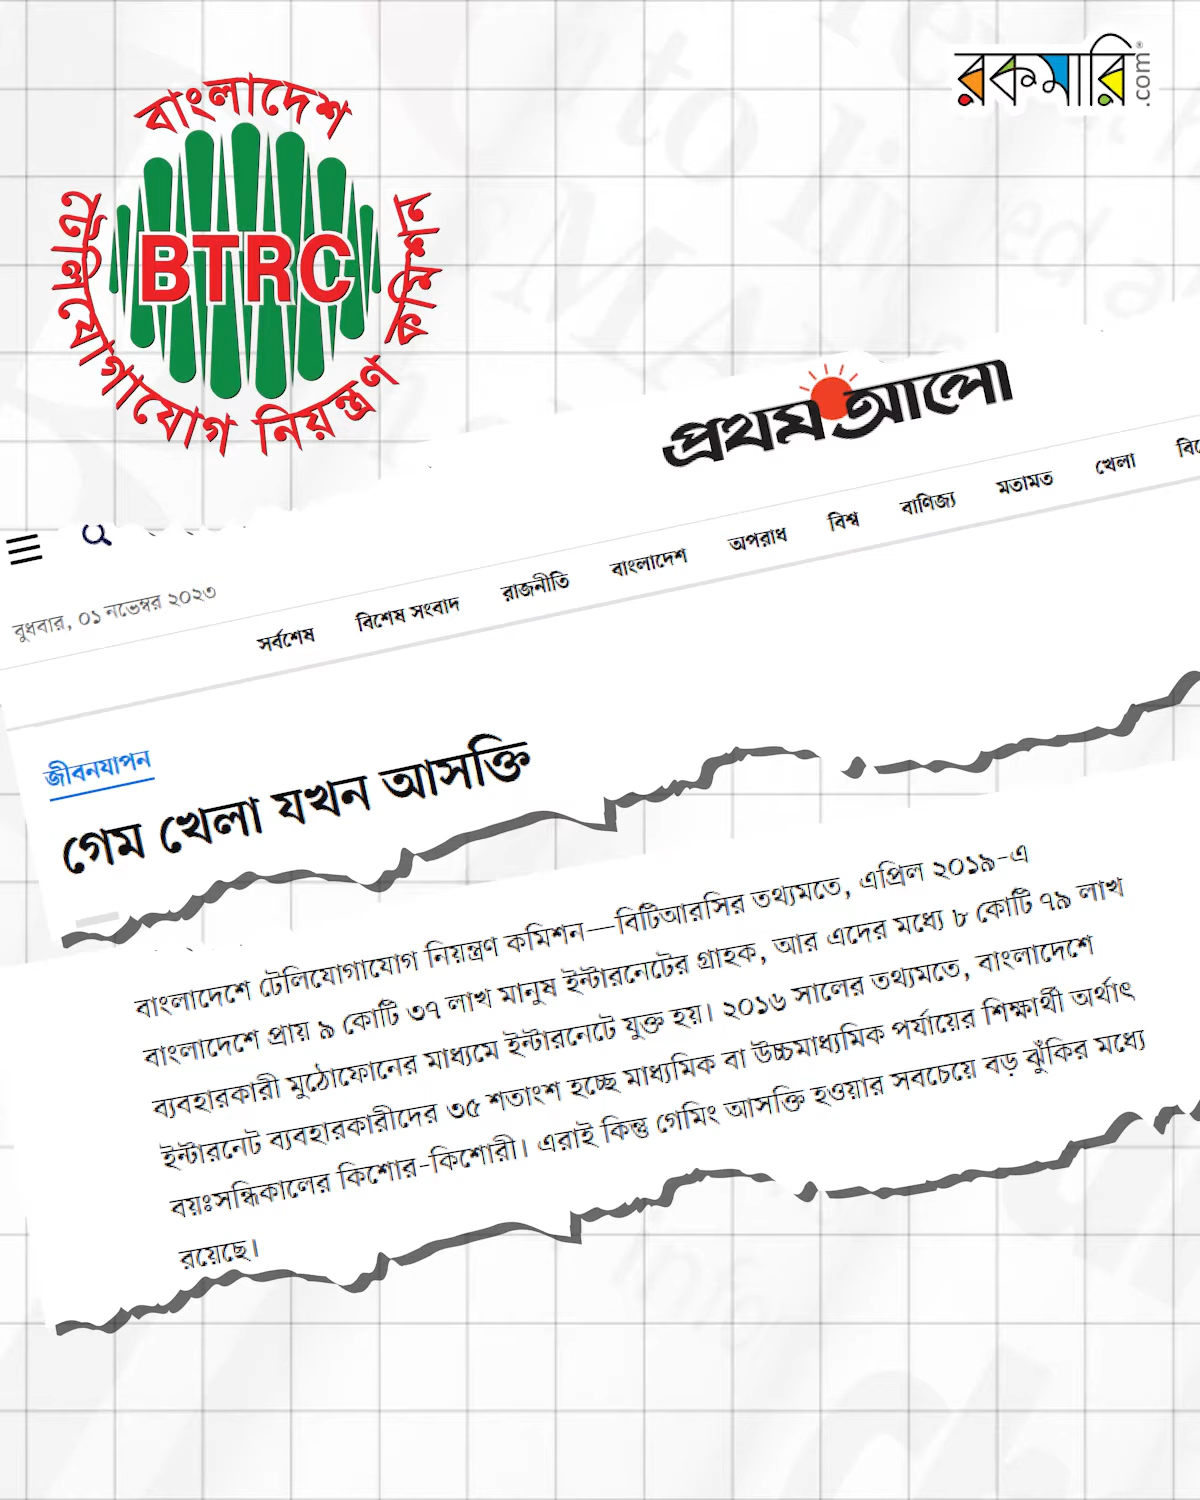 রকমারি.com
বাংলাদেশ
টেলিযোগাযোগ নিয়ন্ত্রণ কমিশন
BTRC
প্রথম আলো
বুধবার, ০১ নভেম্বর ২০২৩
সর্বশেষ বিশেষ সংবাদ রাজনীতি বাংলাদেশ অপরাধ বিশ্ব বাণিজ্য মতামত খেলা
জীবনযাপন
গেম খেলা যখন আসক্তি
বাংলাদেশে টেলিযোগাযোগ নিয়ন্ত্রণ কমিশন—বিটিআরসির তথ্যমতে, এপ্রিল ২০১৯-এ
বাংলাদেশে প্রায় ৯ কোটি ৩৭ লাখ মানুষ ইন্টারনেটের গ্রাহক, আর এদের মধ্যে ৮ কোটি ৭৯ লাখ
ব্যবহারকারী মুঠোফোনের মাধ্যমে ইন্টারনেটে যুক্ত হয়। ২০১৬ সালের তথ্যমতে, বাংলাদেশে
ইন্টারনেট ব্যবহারকারীদের ৩৫ শতাংশ হচ্ছে মাধ্যমিক বা উচ্চমাধ্যমিক পর্যায়ের শিক্ষার্থী অর্থাৎ
বয়ঃসন্ধিকালের কিশোর-কিশোরী। এরাই কিন্তু গেমিং আসক্তি হওয়ার সবচেয়ে বড় ঝুঁকির মধ্যে
রয়েছে।